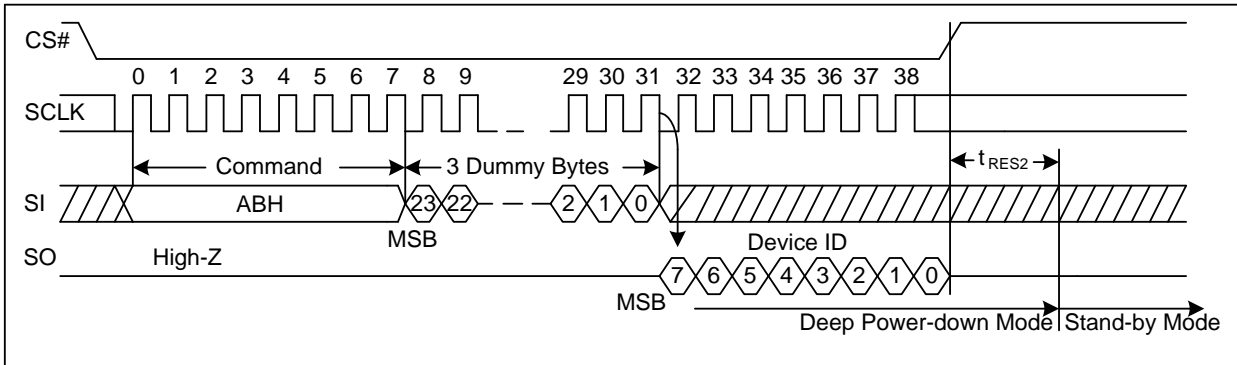 CS#
0 1 2 3 4 5 6 7 8 9 29 30 31 32 33 34 35 36 37 38
SCLK
Command 3 Dummy Bytes tRES2
SI ABH 23 22 2 1 0
MSB
SO High-Z Device ID
7 6 5 4 3 2 1 0
MSB
Deep Power-down Mode Stand-by Mode